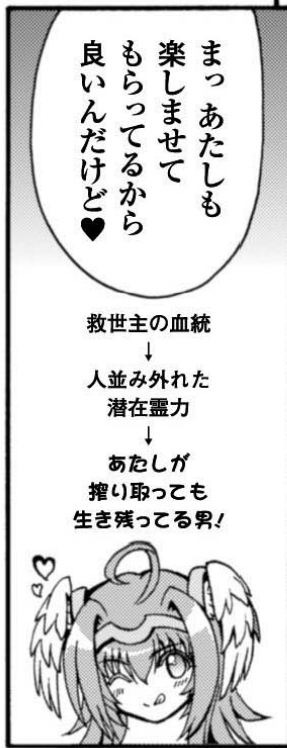 まっ あたしも
楽しませて
もらってるから
良いんだけど♥
救世主の血統
↓
人並み外れた
潜在霊力
↓
あたしが
搾り取っても
生き残ってる男!